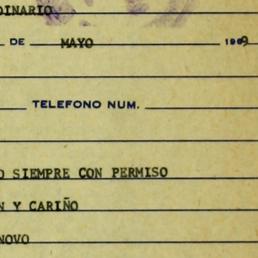 DINARIO
DE MAYO 1969
TELEFONO NUM.
O SIEMPRE CON PERMISO
N Y CARIÑO
NOVO